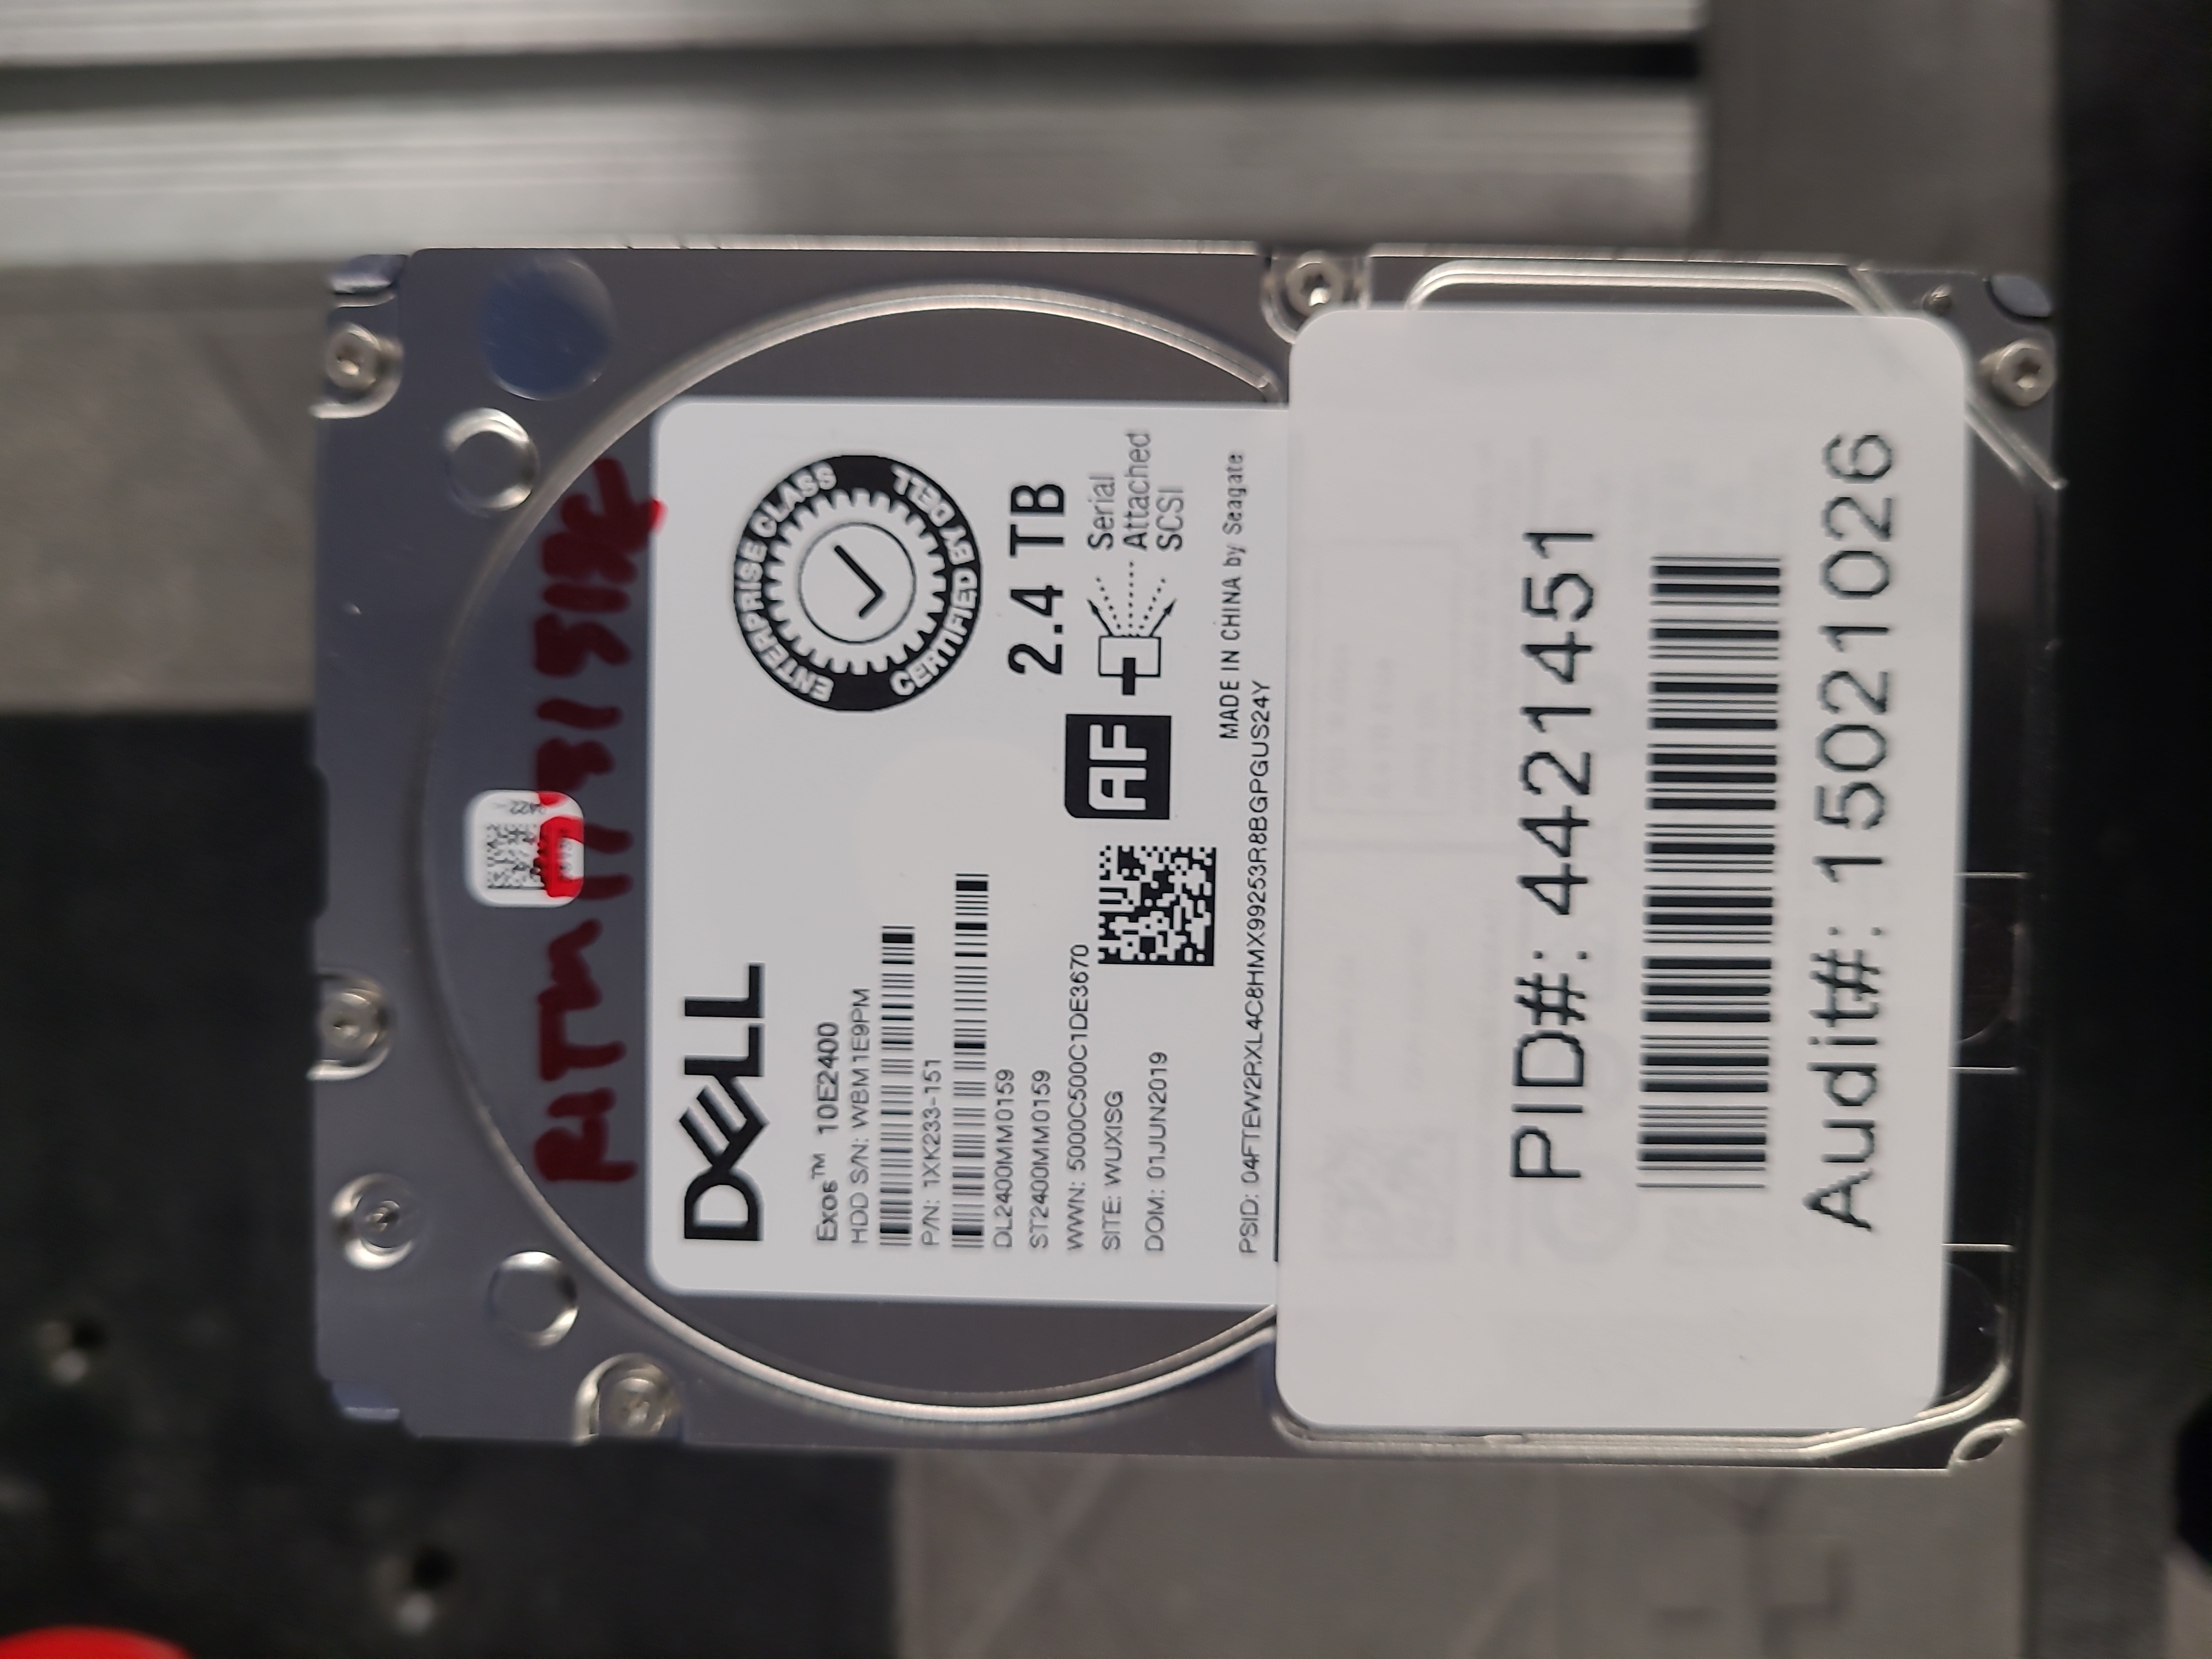 DELL
Exos™ 10E2400
HDD S/N: WBM1E9PM
P/N: 1XK233-151
DL2400MM0159
ST2400MM0159
WWN: 5000C500C1DE3670
SITE: WUXISG
DOM: 01JUN2019
ENTERPRISE CLASS
CERTIFIED BY DELL
2.4 TB
AF
Serial
Attached
SCSI
MADE IN CHINA by Seagate
PSID: 04FTEW2RXL4C8HMX99253R8BGPGUS24Y
PID#: 4421451
Audit#: 15021026